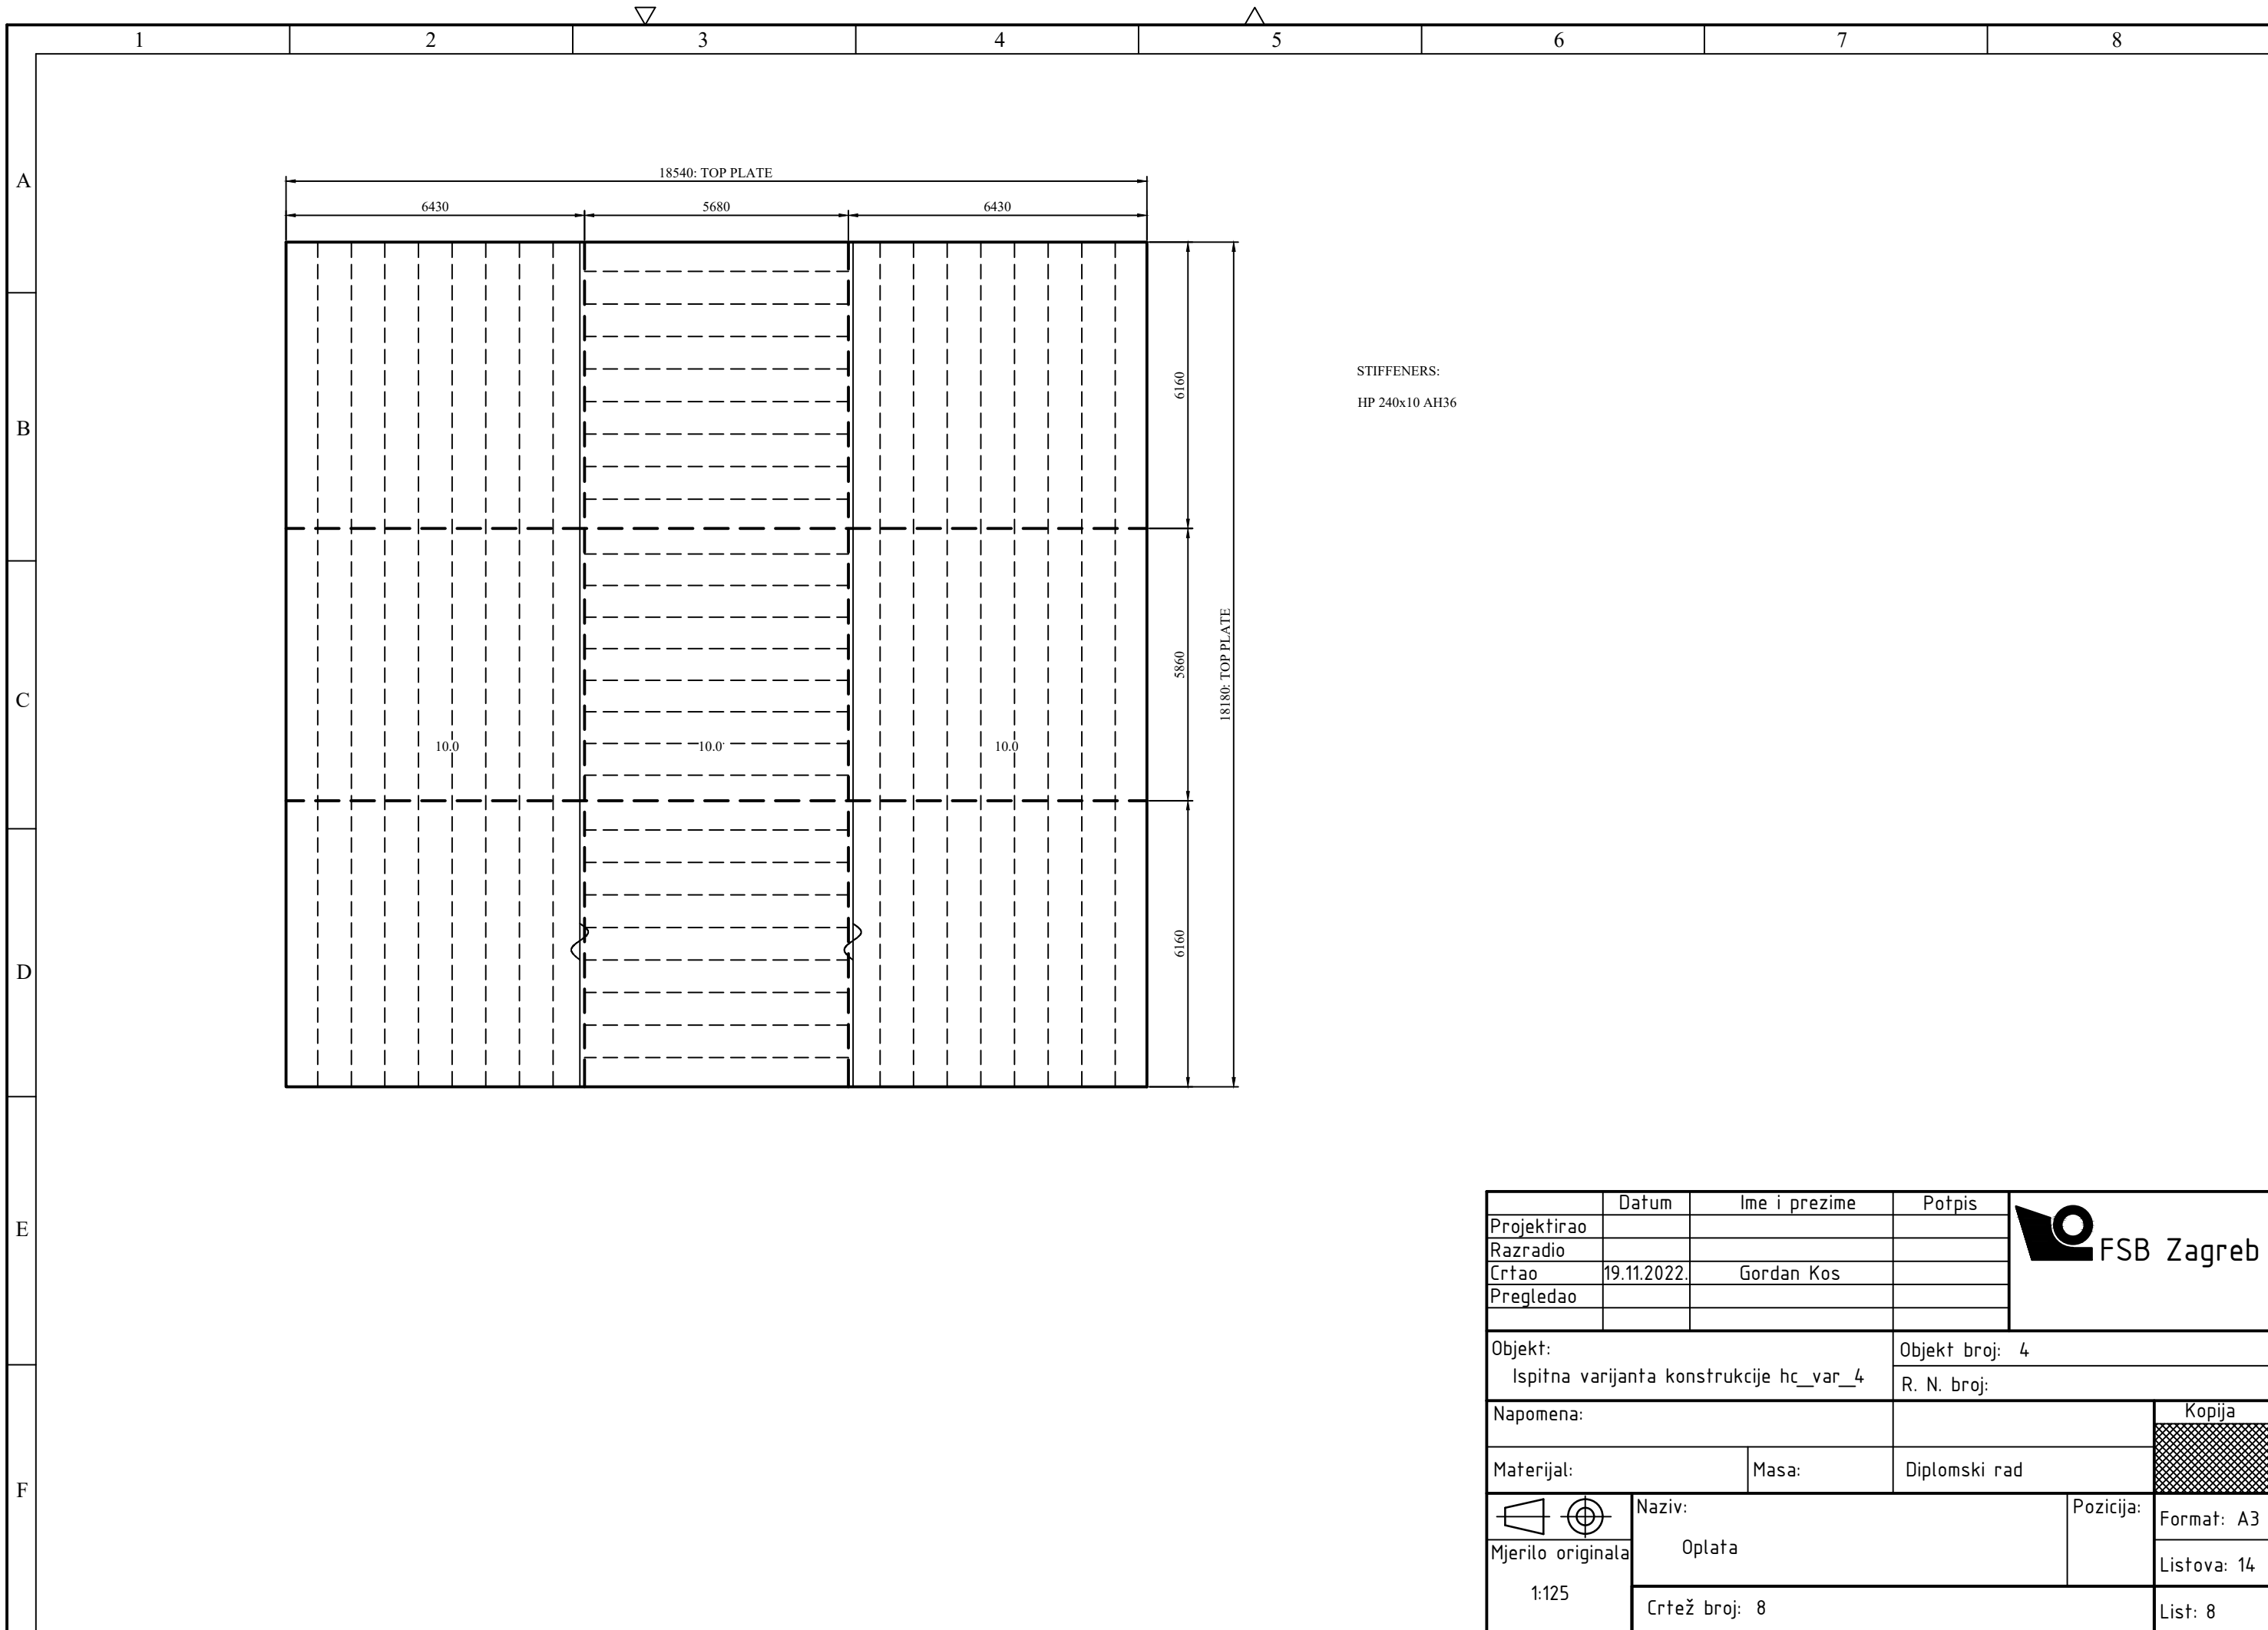 1 2 3 4 5 6 7 8
A
B
C
D
E
F
18540: TOP PLATE
6430 5680 6430
6160
5860
6160
18180: TOP PLATE
10.0 10.0 10.0
STIFFENERS:
HP 240x10 AH36
Datum Ime i prezime Potpis
Projektirao
Razradio
Crtao 19.11.2022. Gordan Kos
Pregledao
FSB Zagreb
Objekt:
Ispitna varijanta konstrukcije hc_var_4
Objekt broj: 4
R. N. broj:
Napomena:
Kopija
Materijal: Masa: Diplomski rad
Naziv:
Oplata
Pozicija:
Format: A3
Mjerilo originala
1:125
Listova: 14
Crtež broj: 8
List: 8